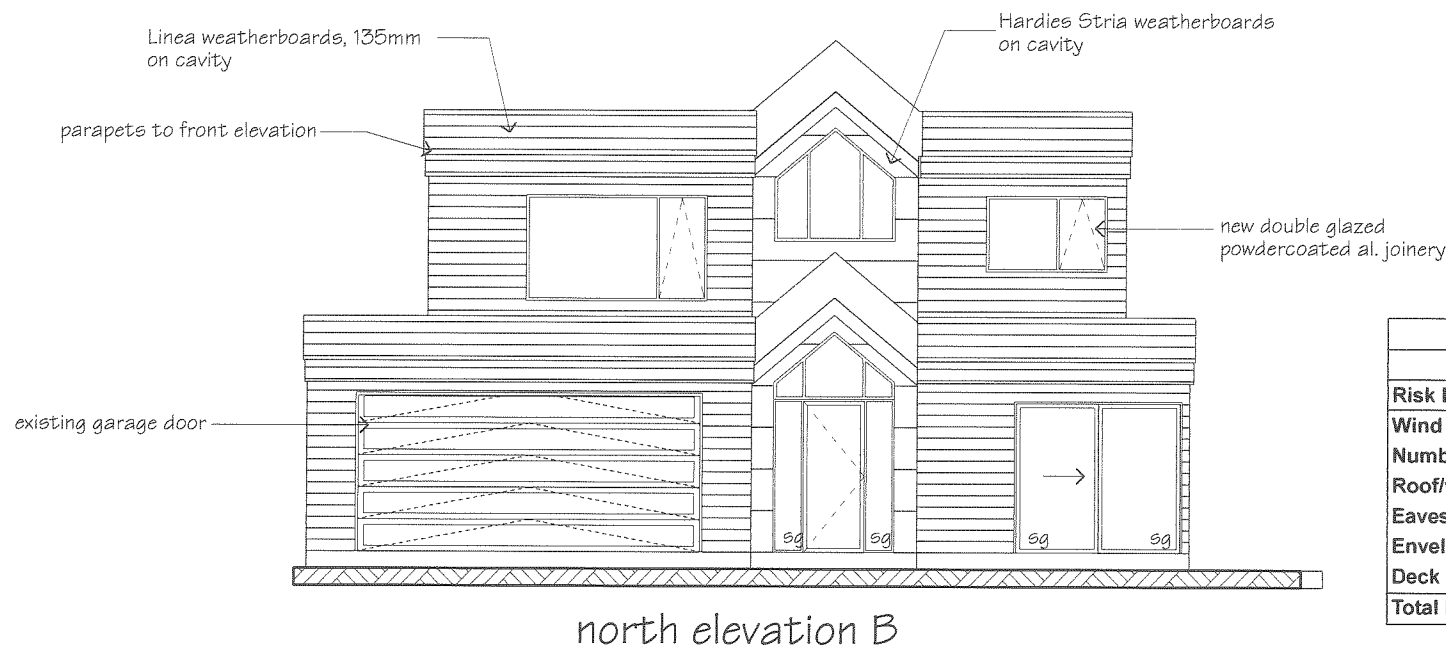 Linea weatherboards, 135mm
on cavity
Hardies Stria weatherboards
on cavity
parapets to front elevation
new double glazed
powdercoated al. joinery
existing garage door
sg sg sg sg
north elevation B
Risk
Wind
Numb
Roof/
Eaves
Envel
Deck
Total